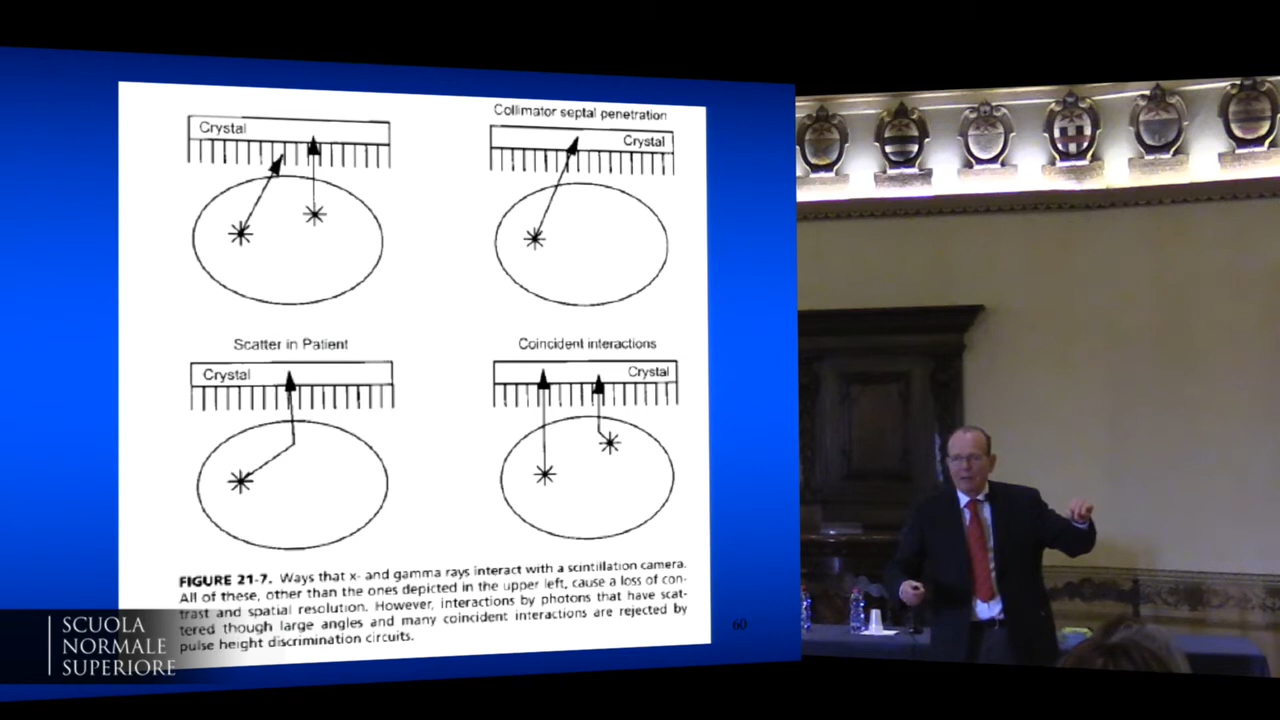 Collimator septal penetration
Crystal
Crystal
Scatter in Patient
Coincident interactions
Crystal
Crystal
FIGURE 21-7. Ways that x- and gamma rays interact with a scintillation camera.
All of these, other than the ones depicted in the upper left, cause a loss of con-
trast and spatial resolution. However, interactions by photons that have scat-
tered though large angles and many coincident interactions are rejected by
pulse height discrimination circuits.
60
SCUOLA
NORMALE
SUPERIORE